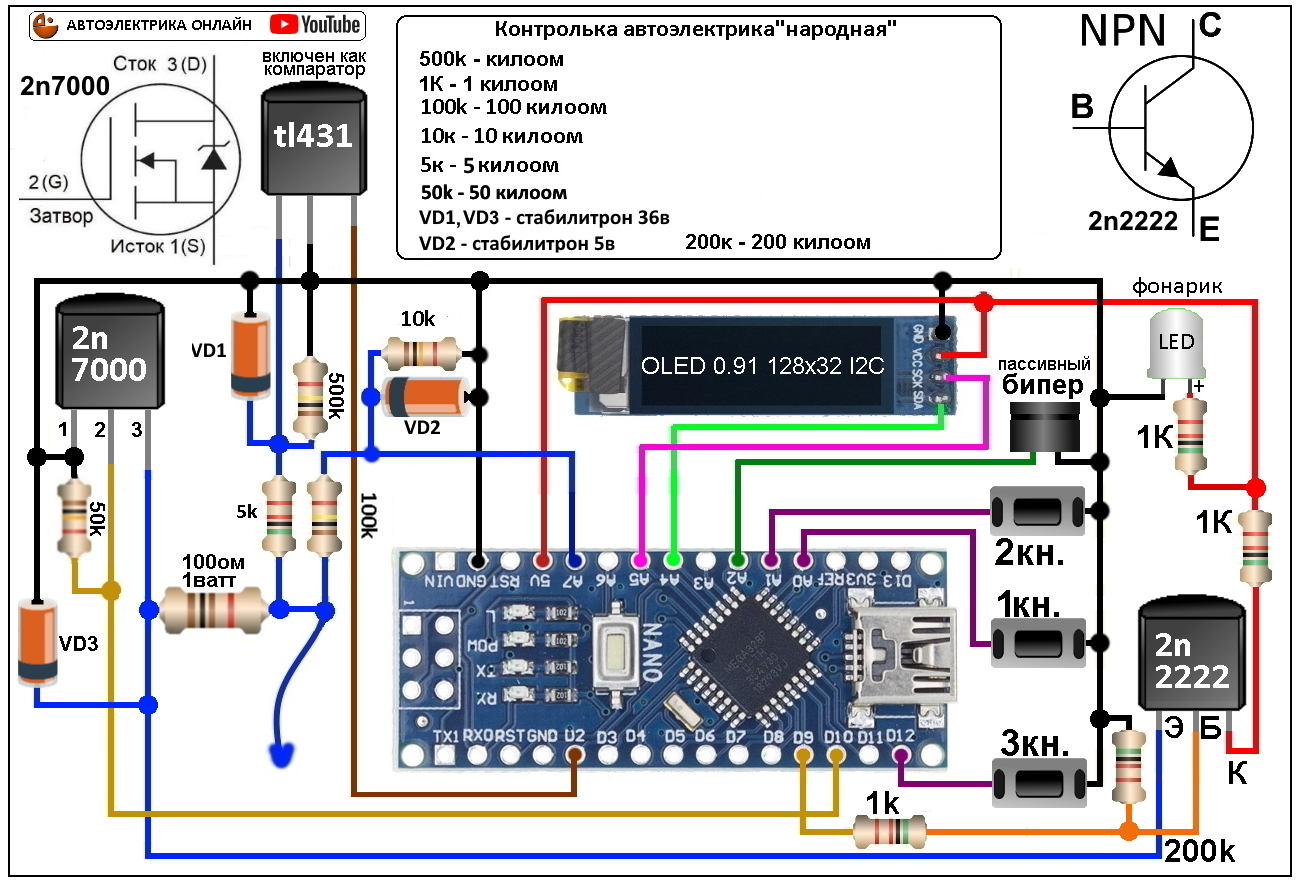 АВТОЭЛЕКТРИКА ОНЛАЙН YouTube
Контролька автоэлектрика"народная"
500k - килоом
1К - 1 килоом
100k - 100 килоом
10к - 10 килоом
5к - 5 килоом
50k - 50 килоом
VD1,VD3 - стабилитрон 36в
VD2 - стабилитрон 5в
200к - 200 килоом
2n7000
Сток 3(D)
2(G)
Затвор
Исток 1(S)
включен как
компаратор
tl431
NPN
C
B
E
2n2222
2n
7000
1 2 3
VD1
500k
10k
VD2
OLED 0.91 128x32 I2C
GND
VCC
SCK
SDA
фонарик
LED
+
пассивный
бипер
1К
1К
50k
5k
100k
100ом
1ватт
VD3
VIN GND RST 5V A7 A6 A5 A4 A3 A2 A1 A0 REF 3V3 D13
1
L
POW
TX
RX
NANO
TX1 RX0 RST GND D2 D3 D4 D5 D6 D7 D8 D9 D10 D11 D12
2кн.
1кн.
3кн.
2n
2222
Э Б
К
1k
200k